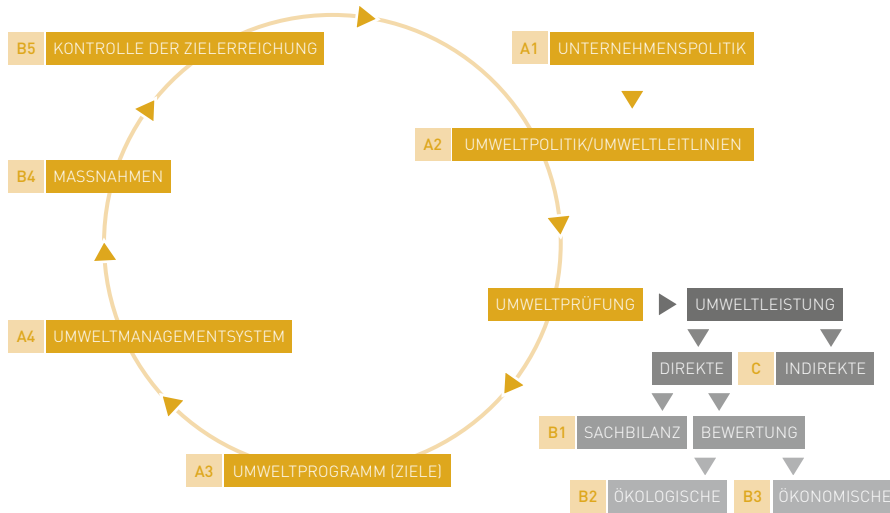 B5 KONTROLLE DER ZIELERREICHUNG
A1 UNTERNEHMENSPOLITIK
A2 UMWELTPOLITIK/UMWELTLEITLINIEN
B4 MASSNAHMEN
UMWELTPRÜFUNG UMWELTLEISTUNG
A4 UMWELTMANAGEMENTSYSTEM
DIREKTE C INDIREKTE
B1 SACHBILANZ BEWERTUNG
A3 UMWELTPROGRAMM (ZIELE)
B2 ÖKOLOGISCHE B3 ÖKONOMISCHE